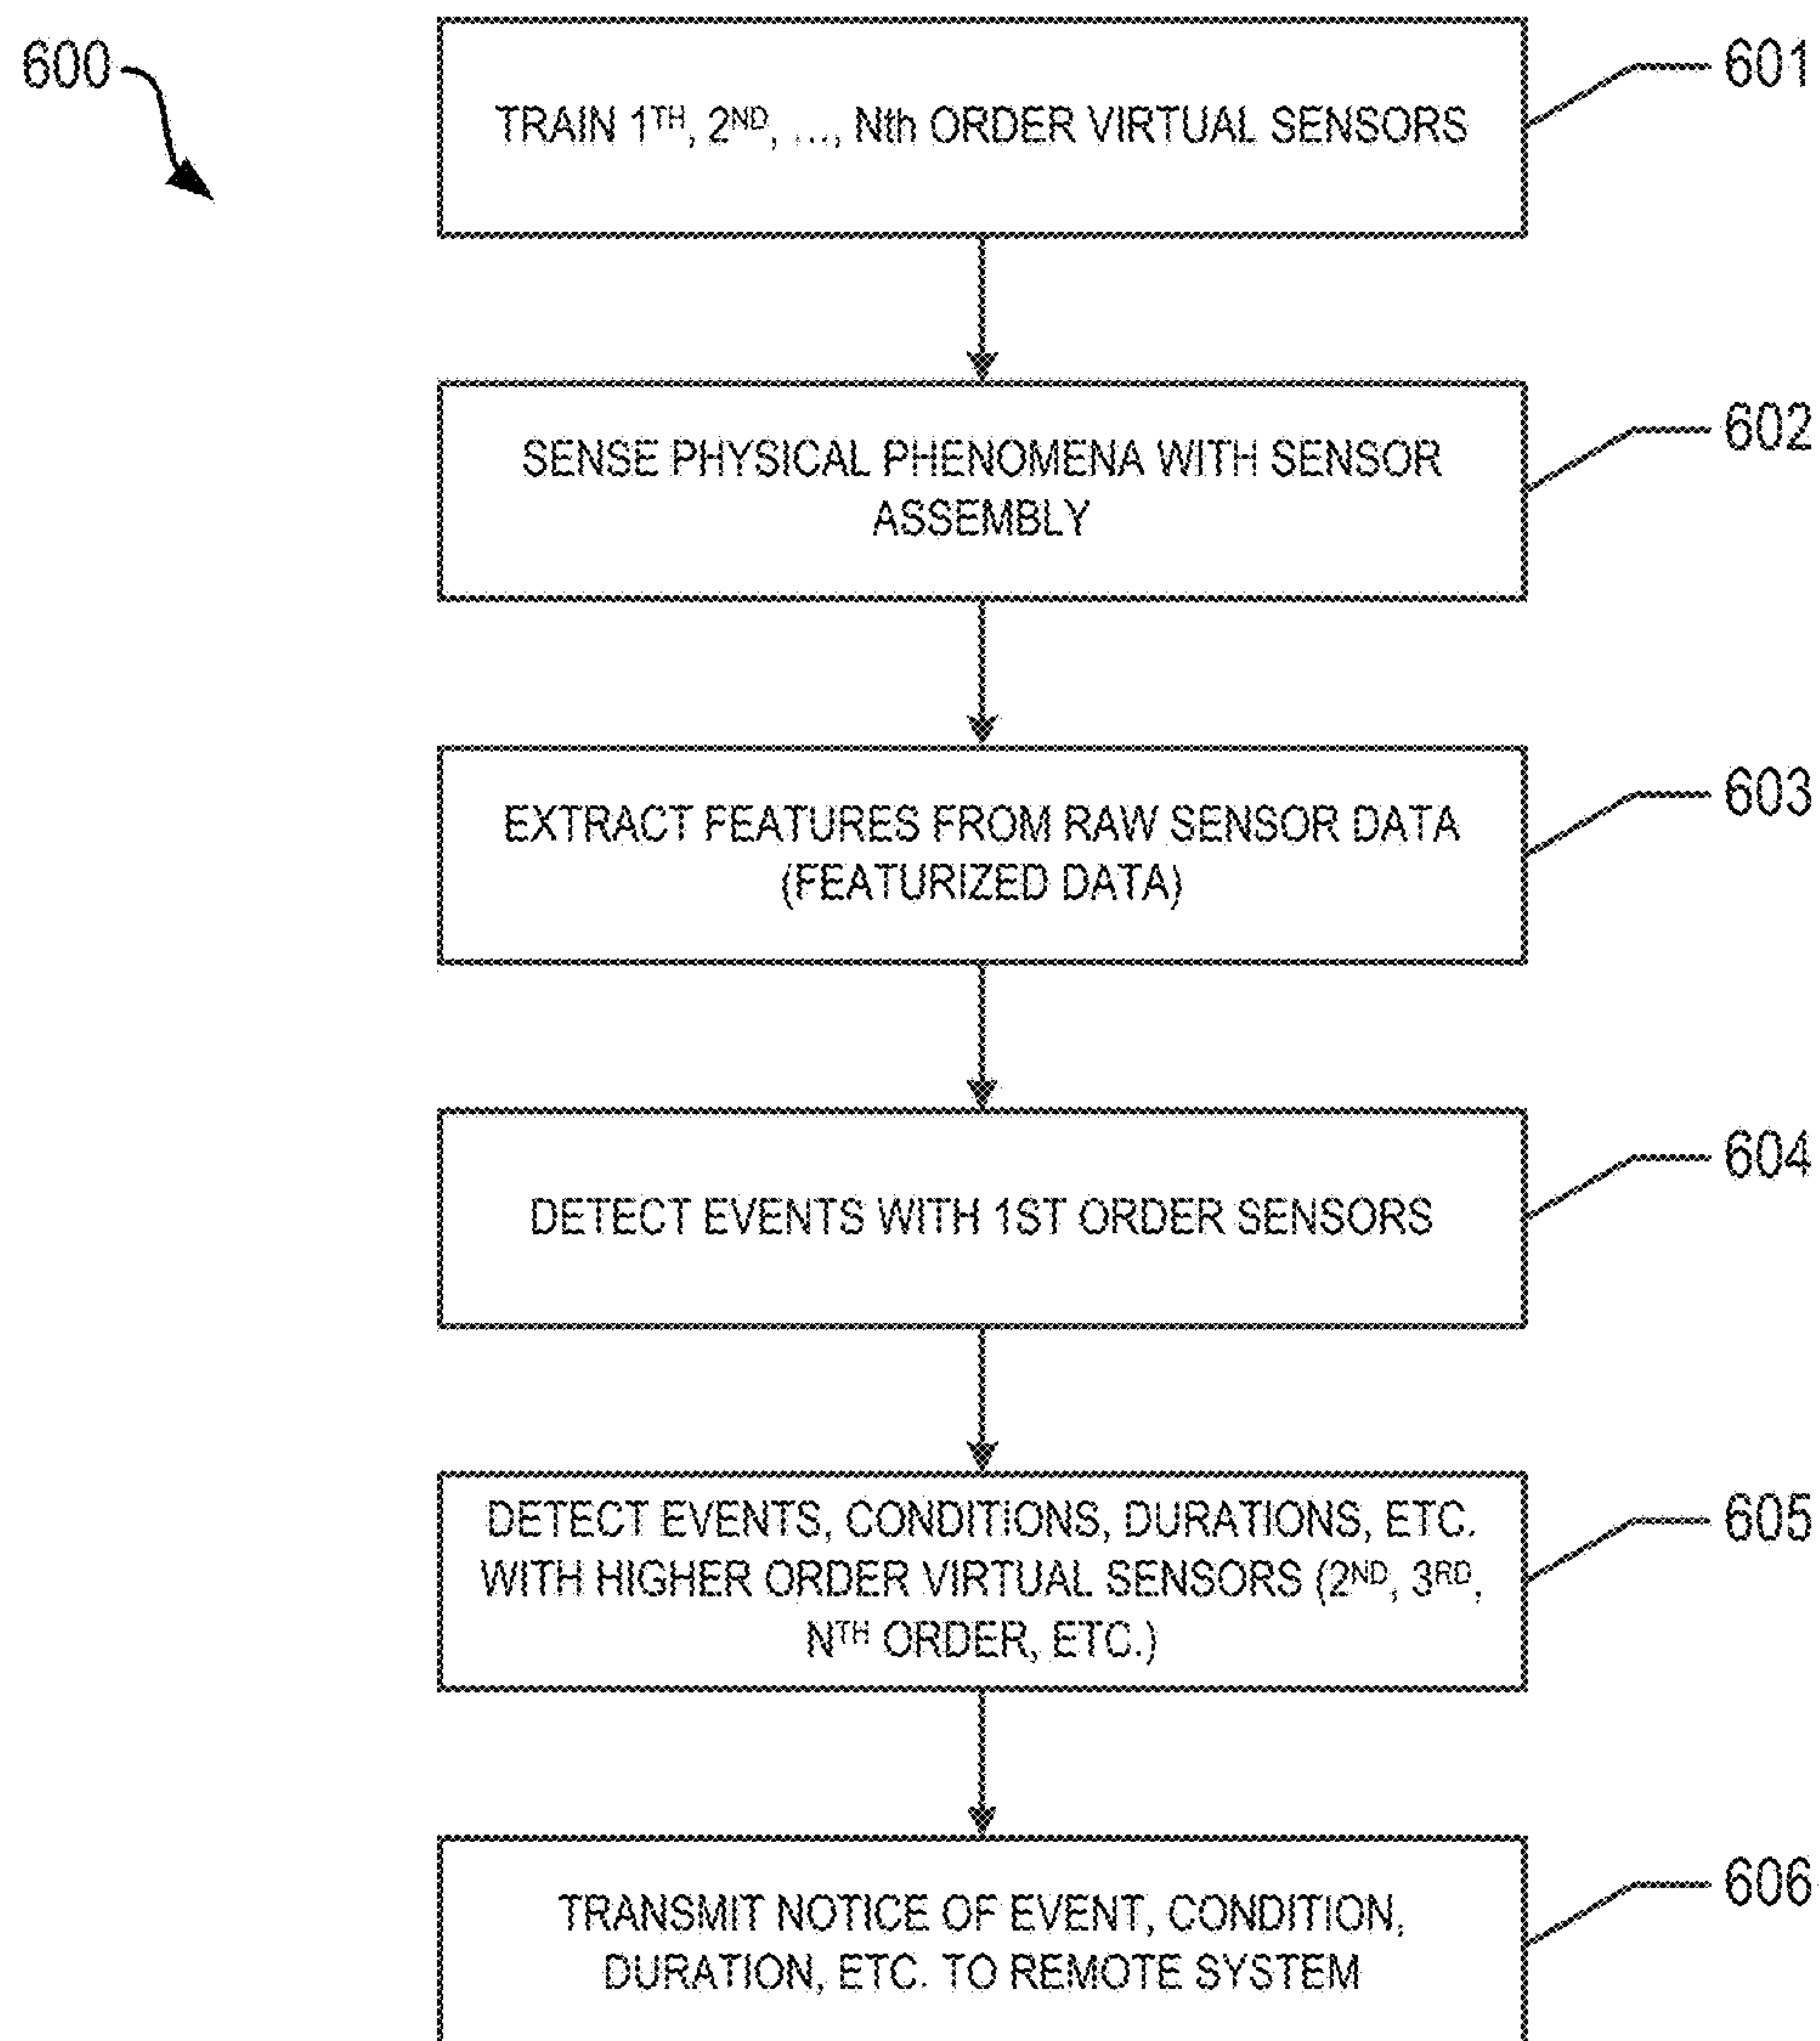 600
601
TRAIN 1TH, 2ND, ..., Nth ORDER VIRTUAL SENSORS
602
SENSE PHYSICAL PHENOMENA WITH SENSOR
ASSEMBLY
603
EXTRACT FEATURES FROM RAW SENSOR DATA
(FEATURIZED DATA)
604
DETECT EVENTS WITH 1ST ORDER SENSORS
605
DETECT EVENTS, CONDITIONS, DURATIONS, ETC.
WITH HIGHER ORDER VIRTUAL SENSORS (2ND, 3RD,
NTH ORDER, ETC.)
606
TRANSMIT NOTICE OF EVENT, CONDITION,
DURATION, ETC. TO REMOTE SYSTEM